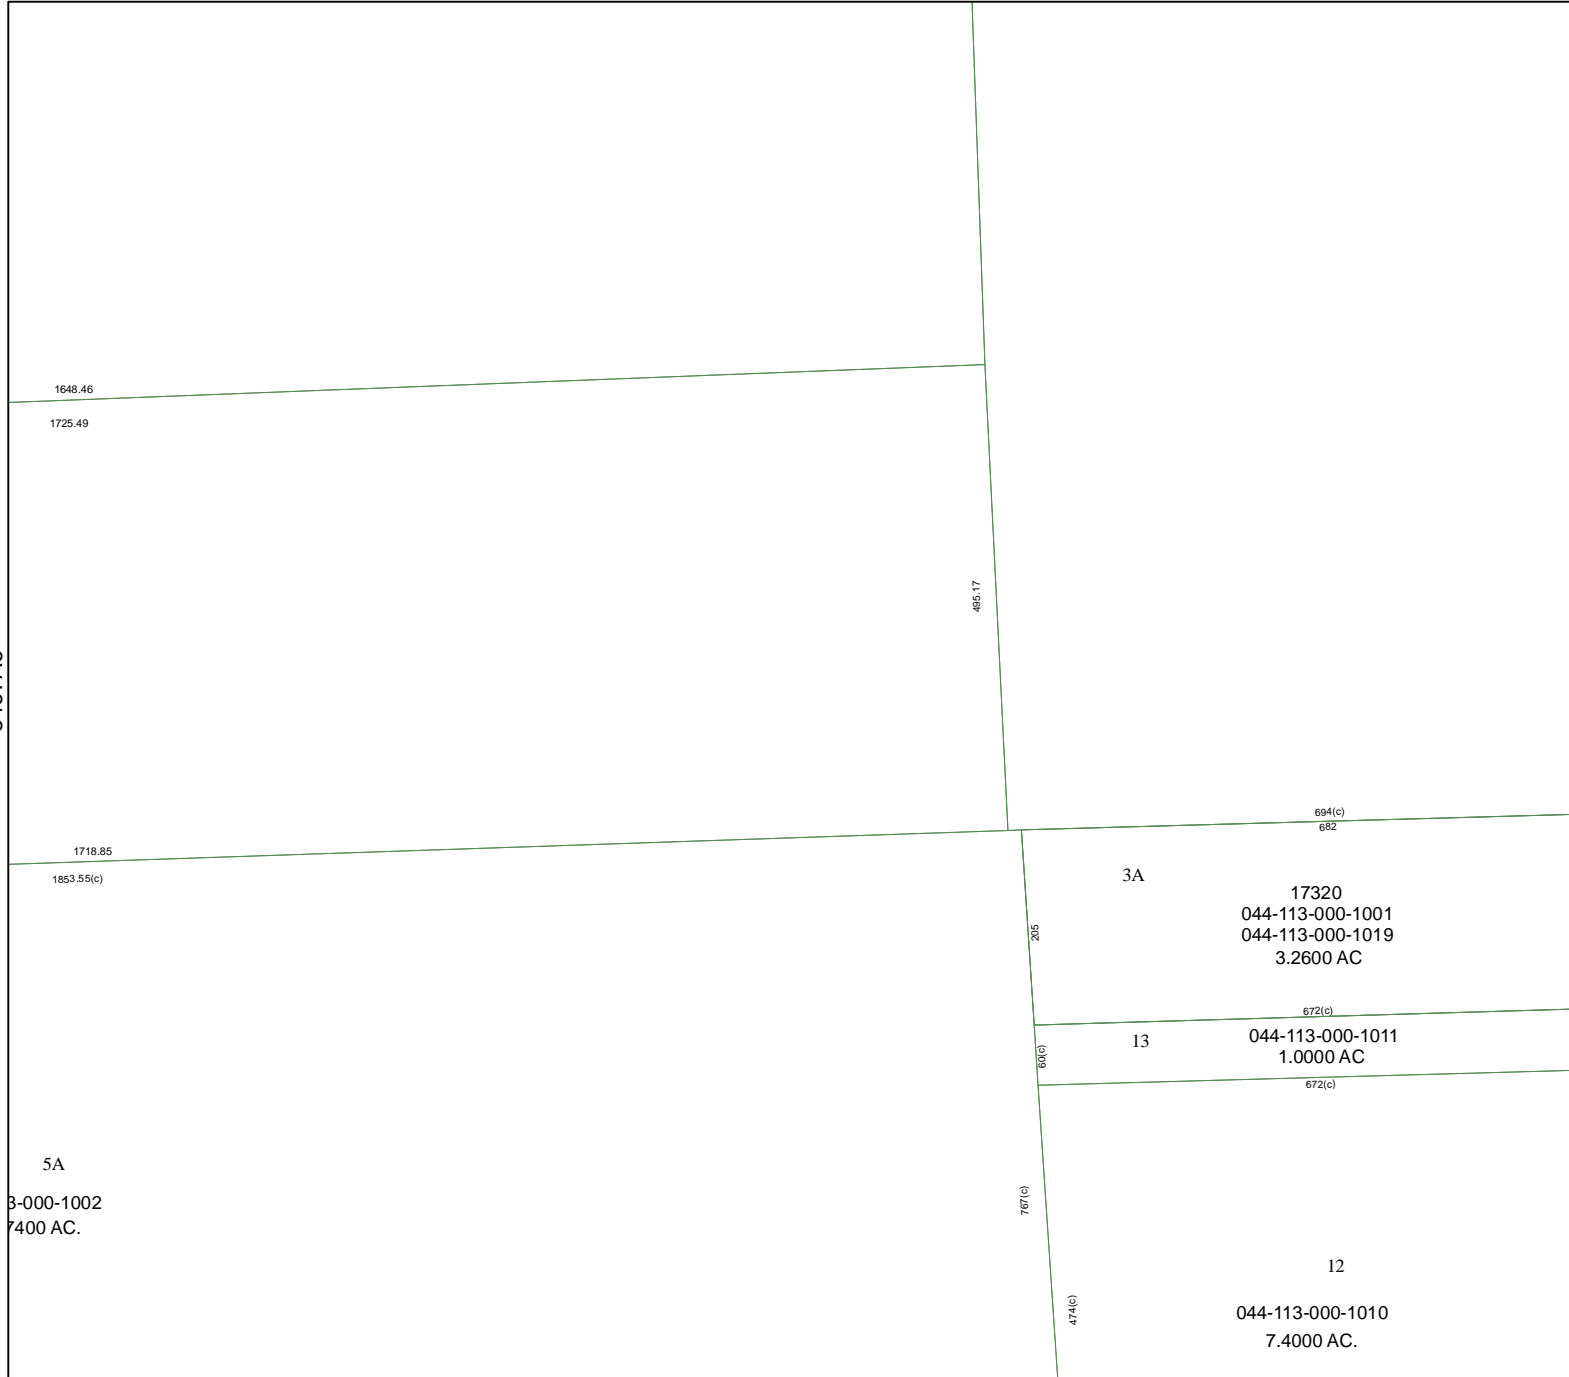 1648.46
1725.49
495.17
694(c)
682
1718.85
1853.55(c)
3A
17320
044-113-000-1001
044-113-000-1019
3.2600 AC
205
672(c)
13
044-113-000-1011
1.0000 AC
60(c)
672(c)
5A
3-000-1002
7400 AC.
767(c)
12
474(c)
044-113-000-1010
7.4000 AC.